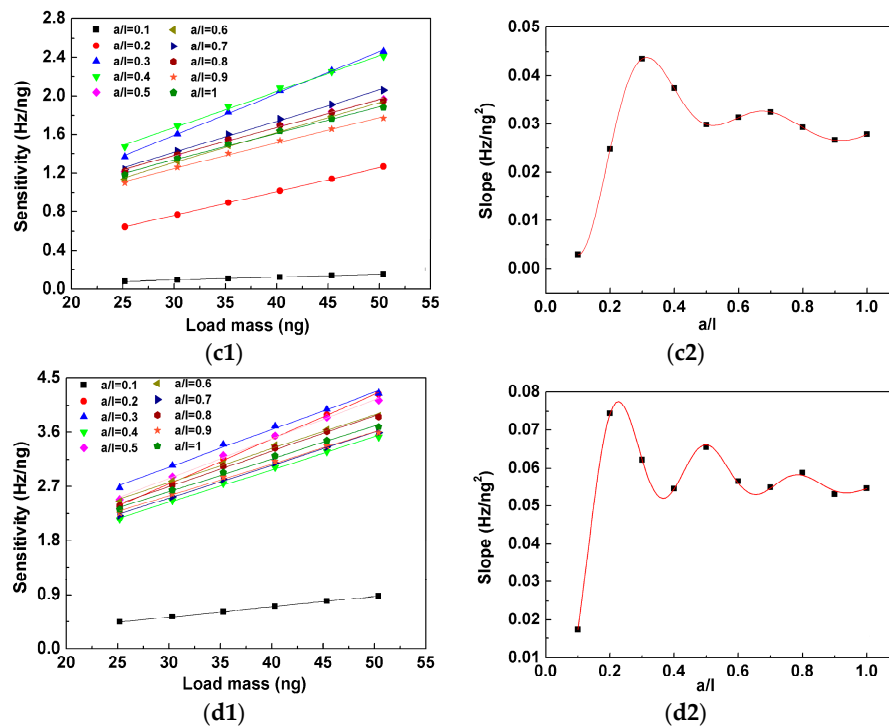 2.8
2.4
2.0
1.6
1.2
0.8
0.4
0.0
Sensitivity (Hz/ng)
a/l=0.1
a/l=0.2
a/l=0.3
a/l=0.4
a/l=0.5
a/l=0.6
a/l=0.7
a/l=0.8
a/l=0.9
a/l=1
20 25 30 35 40 45 50 55
Load mass (ng)
(c1)
0.05
0.04
0.03
0.02
0.01
0.00
Slope (Hz/ng²)
0.0 0.2 0.4 0.6 0.8 1.0
a/l
(c2)
4.5
3.6
2.7
1.8
0.9
0.0
Sensitivity (Hz/ng)
a/l=0.1
a/l=0.2
a/l=0.3
a/l=0.4
a/l=0.5
a/l=0.6
a/l=0.7
a/l=0.8
a/l=0.9
a/l=1
20 25 30 35 40 45 50 55
Load mass (ng)
(d1)
0.08
0.07
0.06
0.05
0.04
0.03
0.02
0.01
Slope (Hz/ng²)
0.0 0.2 0.4 0.6 0.8 1.0
a/l
(d2)